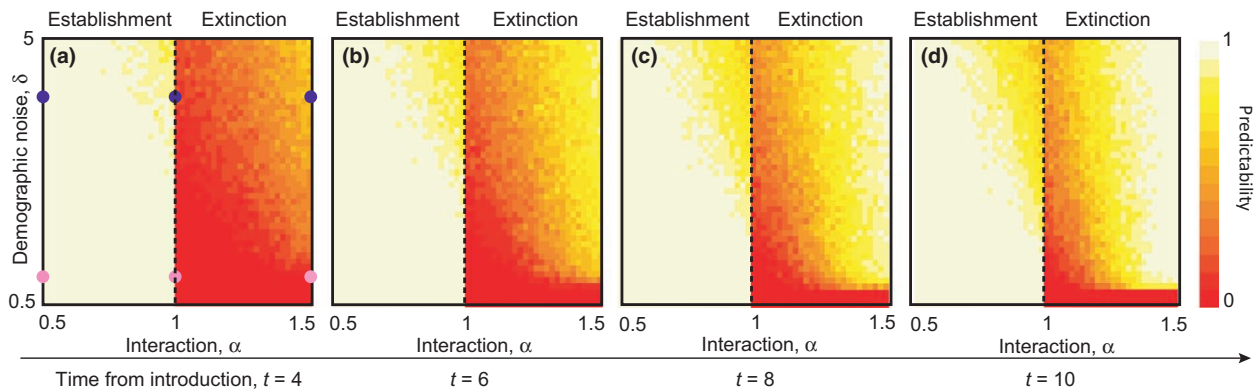 Establishment Extinction Establishment Extinction Establishment Extinction Establishment Extinction
5 (a) (b) (c) (d) 1
Demographic noise, δ
Predictability
0.5 0
0.5 1 1.5 0.5 1 1.5 0.5 1 1.5 0.5 1 1.5
Interaction, α Interaction, α Interaction, α Interaction, α
Time from introduction, t = 4 t = 6 t = 8 t = 10